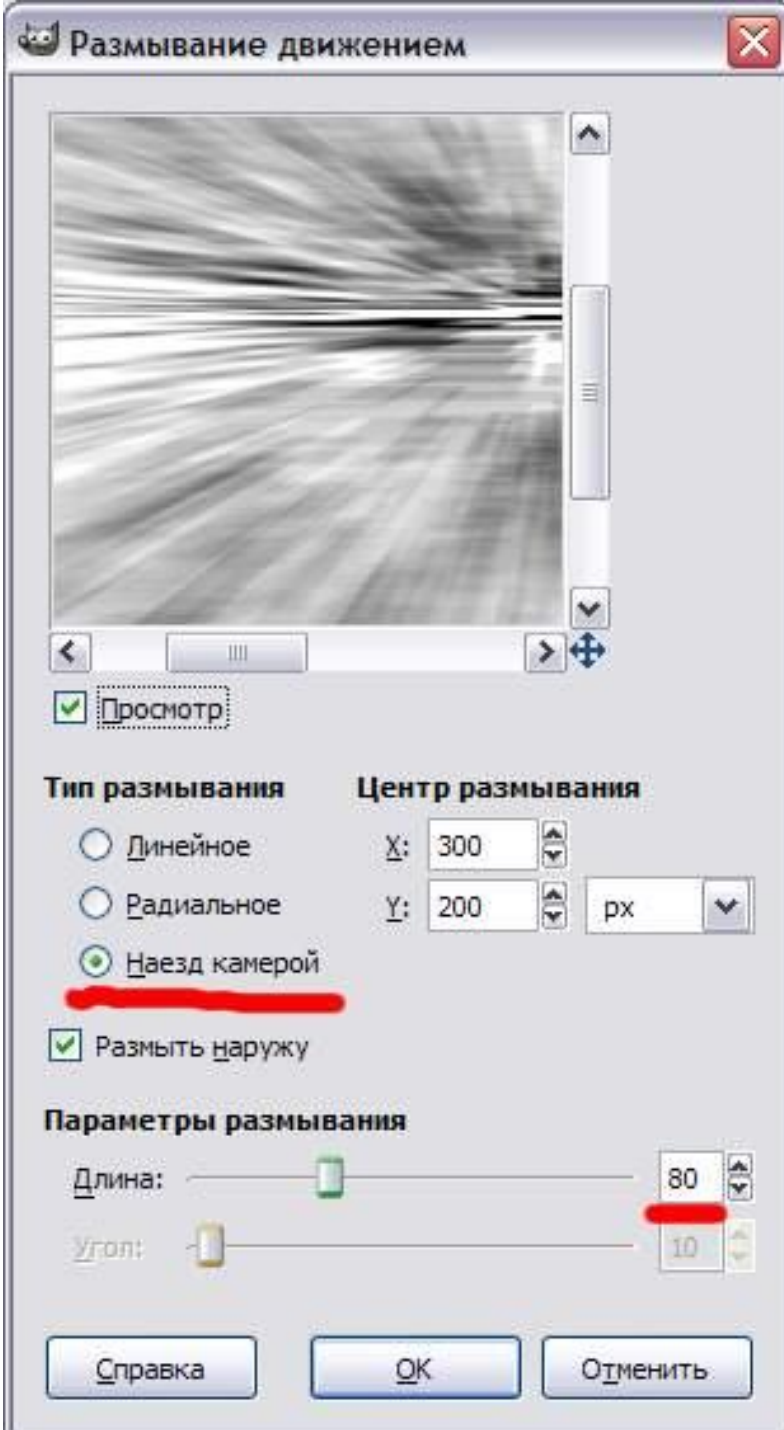 Размывание движением
Просмотр
Тип размывания
Центр размывания
Линейное
X: 300
Радиальное
Y: 200 px
Наезд камерой
Размыть наружу
Параметры размывания
Длина: 80
Угол: 10
Справка
OK
Отменить